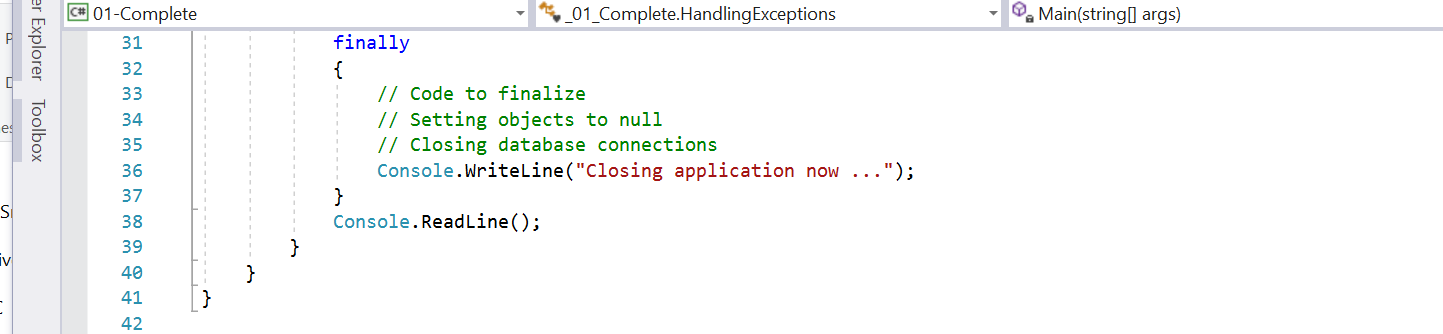 C# 01-Complete _01_Complete.HandlingExceptions Main(string[] args)
er Explorer
Toolbox
31 finally
32 {
33 // Code to finalize
34 // Setting objects to null
35 // Closing database connections
36 Console.WriteLine("Closing application now ...");
37 }
38 Console.ReadLine();
39 }
40 }
41 }
42